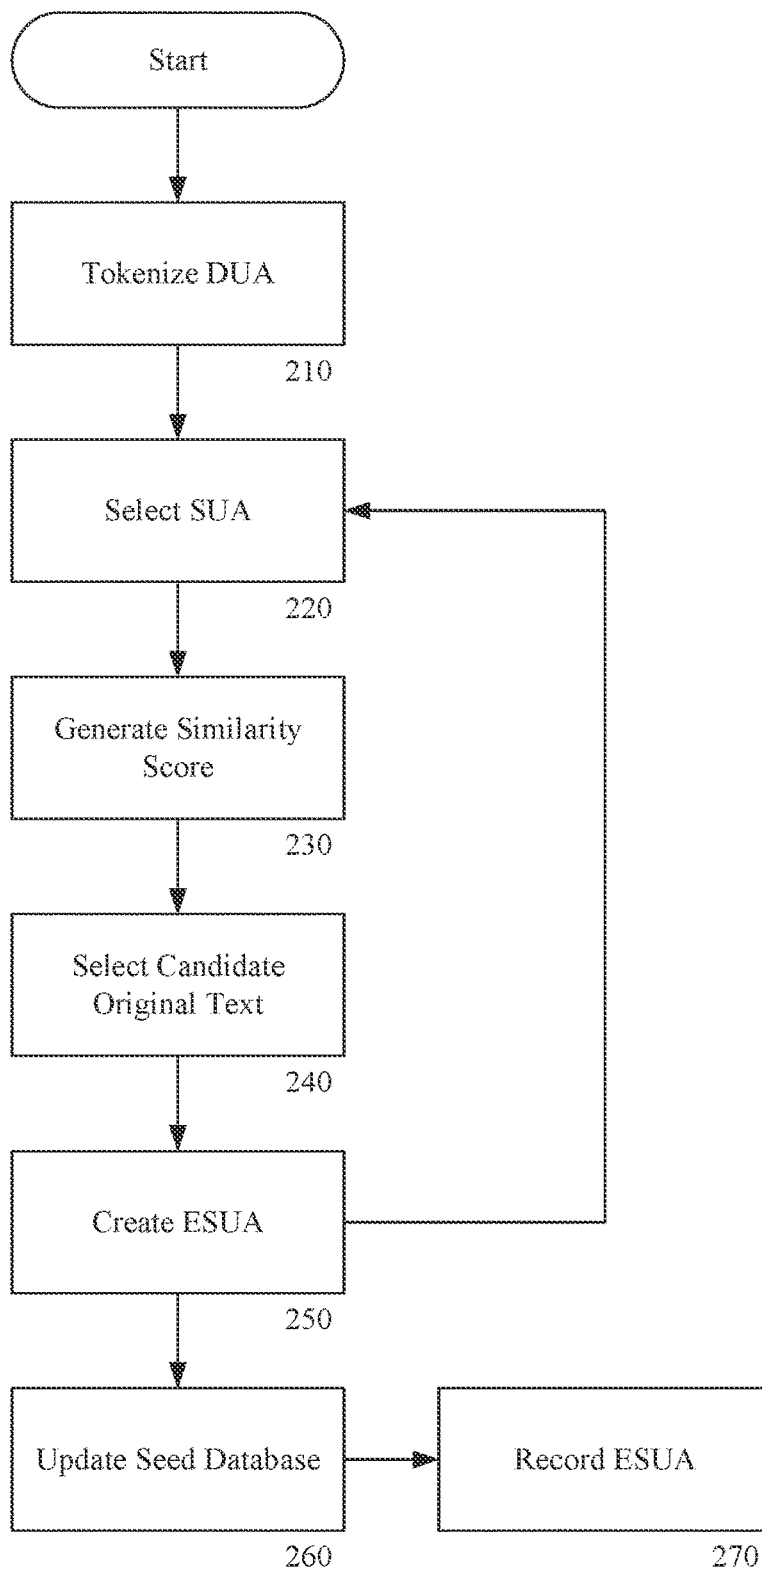 Start
Tokenize DUA
210
Select SUA
220
Generate Similarity
Score
230
Select Candidate
Original Text
240
Create ESUA
250
Update Seed Database
260
Record ESUA
270